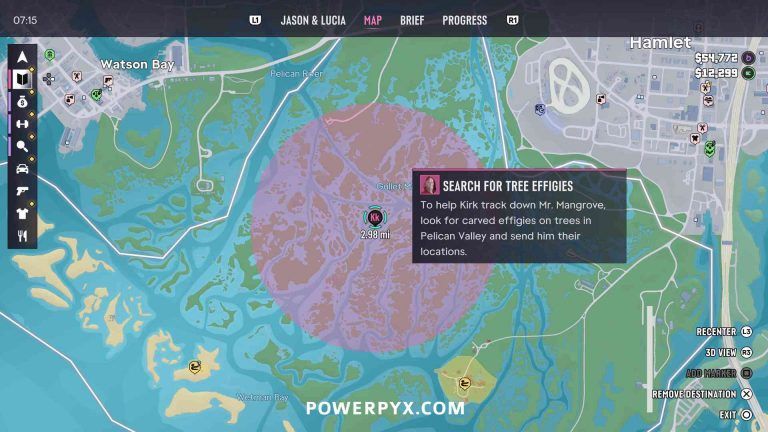 07:15
L1
JASON & LUCIA
MAP
BRIEF
PROGRESS
R1
Hamlet
$54,772
$12,299
Watson Bay
Pelican River
SEARCH FOR TREE EFFIGIES
To help Kirk track down Mr. Mangrove,
look for carved effigies on trees in
Pelican Valley and send him their
locations.
Kk
2.98 mi
RECENTER L3
3D VIEW R3
ADD MARKER
REMOVE DESTINATION
EXIT
Wetman Bay
POWERPYX.COM